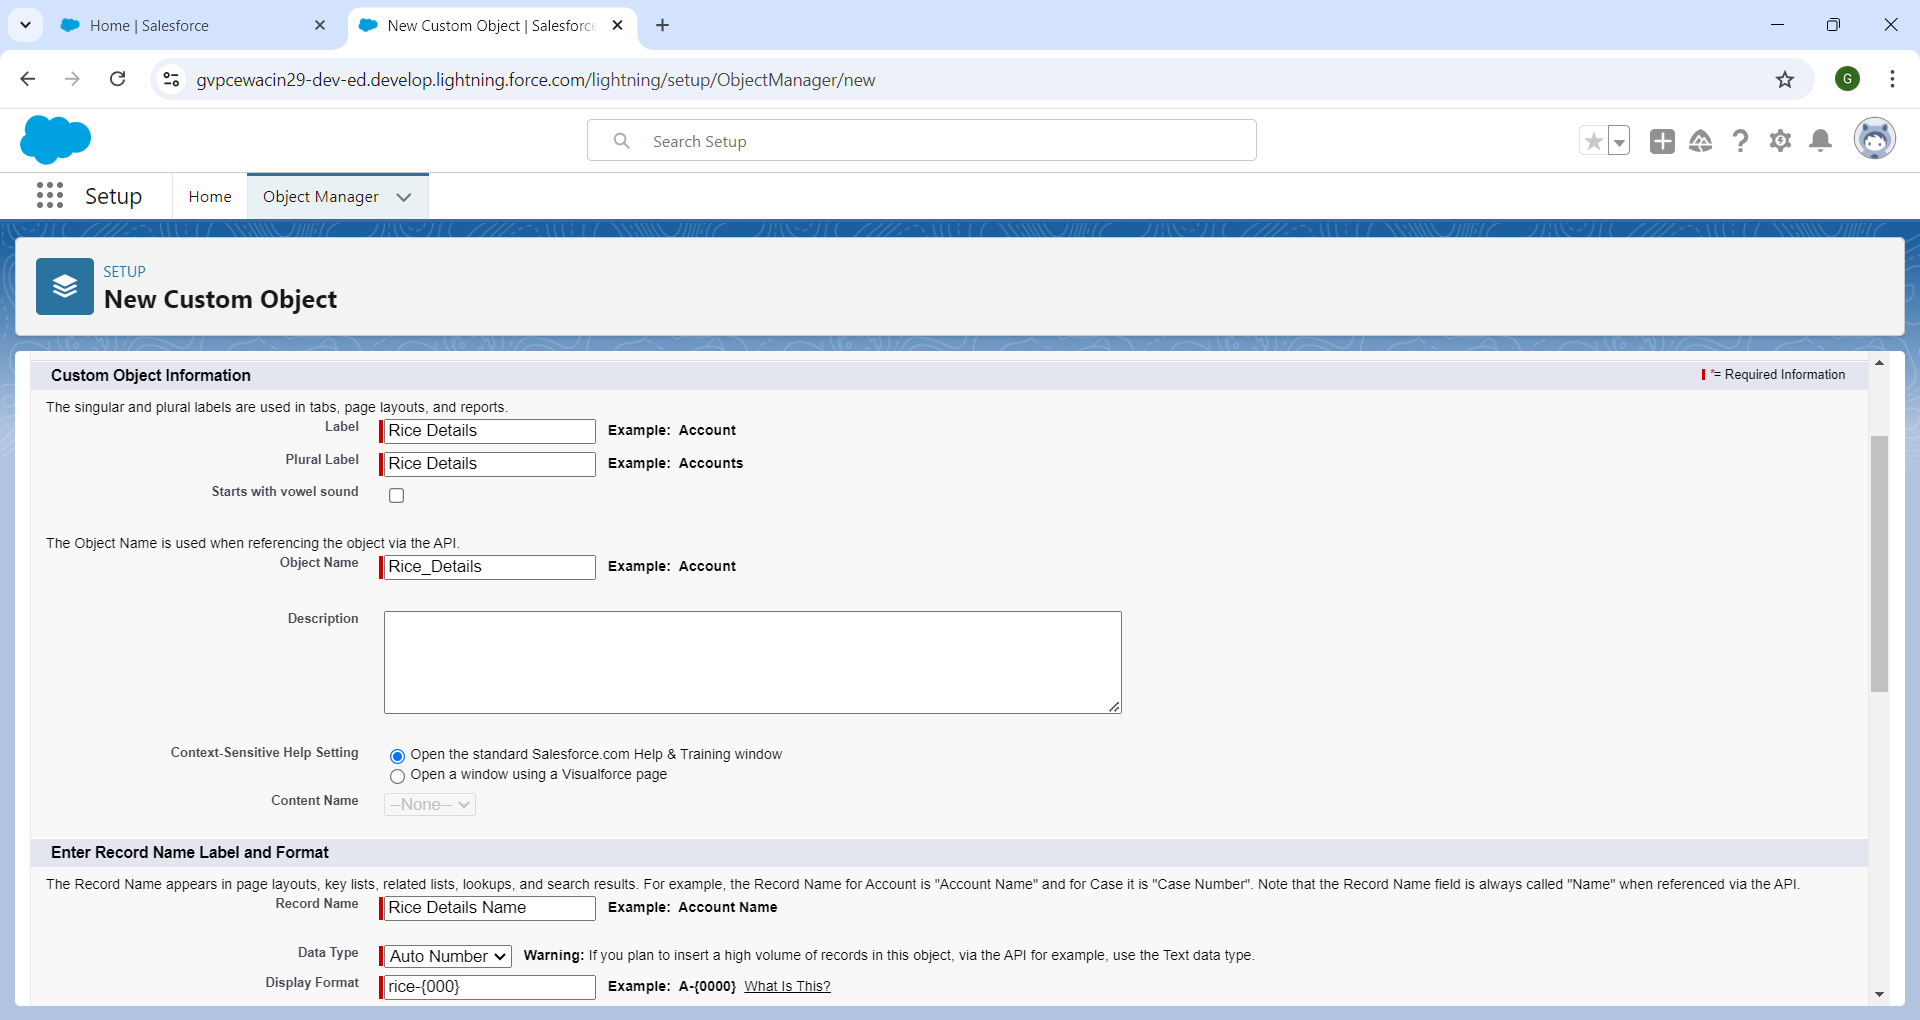 Home | Salesforce
New Custom Object | Salesforce
gvpcewacin29-dev-ed.develop.lightning.force.com/lightning/setup/ObjectManager/new
G
Search Setup
Setup
Home
Object Manager
SETUP
New Custom Object
Custom Object Information
*= Required Information
The singular and plural labels are used in tabs, page layouts, and reports.
Label Rice Details Example: Account
Plural Label Rice Details Example: Accounts
Starts with vowel sound
The Object Name is used when referencing the object via the API.
Object Name Rice_Details Example: Account
Description
Context-Sensitive Help Setting Open the standard Salesforce.com Help & Training window
Open a window using a Visualforce page
Content Name --None--
Enter Record Name Label and Format
The Record Name appears in page layouts, key lists, related lists, lookups, and search results. For example, the Record Name for Account is "Account Name" and for Case it is "Case Number". Note that the Record Name field is always called "Name" when referenced via the API.
Record Name Rice Details Name Example: Account Name
Data Type Auto Number Warning: If you plan to insert a high volume of records in this object, via the API for example, use the Text data type.
Display Format rice-{000} Example: A-{0000} What Is This?